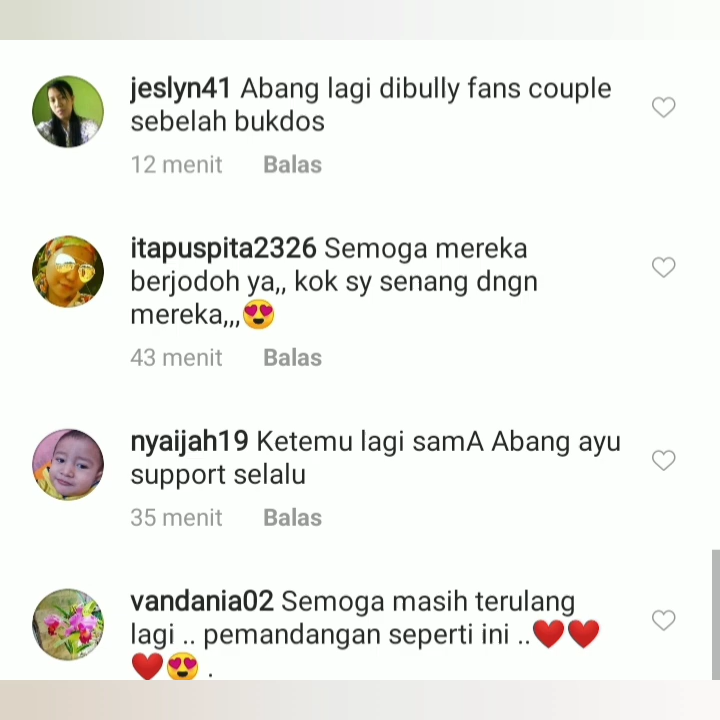 jeslyn41 Abang lagi dibully fans couple
sebelah bukdos
12 menit Balas
itapuspita2326 Semoga mereka
berjodoh ya,, kok sy senang dngn
mereka,,,😍
43 menit Balas
nyaijah19 Ketemu lagi samA Abang ayu
support selalu
35 menit Balas
vandania02 Semoga masih terulang
lagi .. pemandangan seperti ini ..❤️❤️
❤️😍 .